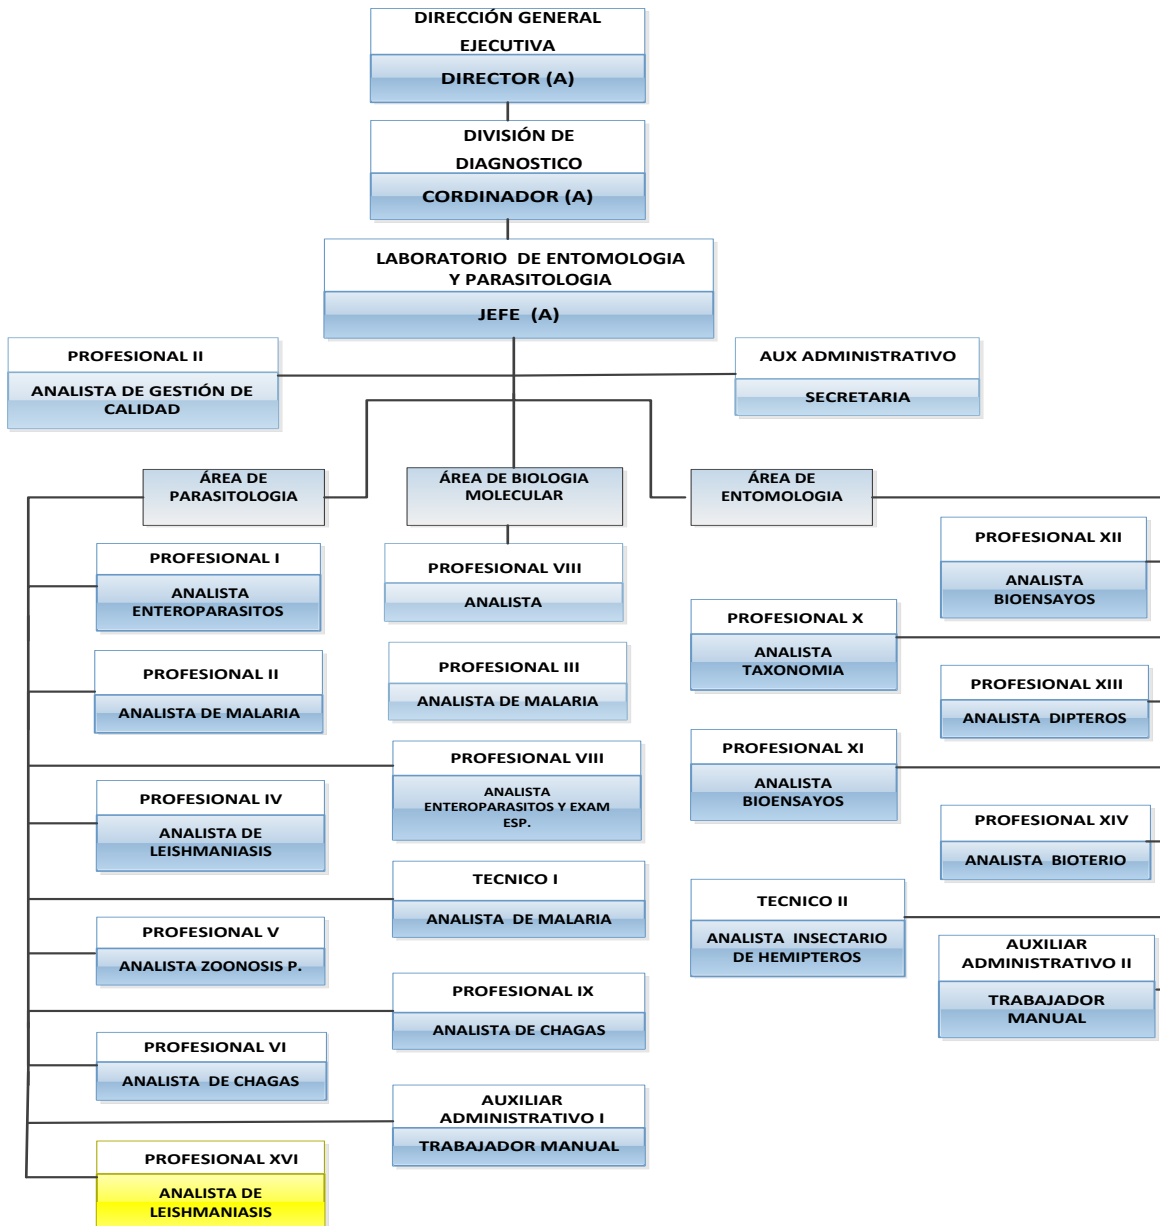 DIRECCIÓN GENERAL
EJECUTIVA
DIRECTOR (A)
DIVISIÓN DE
DIAGNOSTICO
CORDINADOR (A)
LABORATORIO DE ENTOMOLOGIA
Y PARASITOLOGIA
JEFE (A)
PROFESIONAL II
ANALISTA DE GESTIÓN DE
CALIDAD
AUX ADMINISTRATIVO
SECRETARIA
ÁREA DE
PARASITOLOGIA
ÁREA DE BIOLOGIA
MOLECULAR
ÁREA DE
ENTOMOLOGIA
PROFESIONAL I
ANALISTA
ENTEROPARASITOS
PROFESIONAL II
ANALISTA DE MALARIA
PROFESIONAL IV
ANALISTA DE
LEISHMANIASIS
PROFESIONAL V
ANALISTA ZOONOSIS P.
PROFESIONAL VI
ANALISTA DE CHAGAS
PROFESIONAL XVI
ANALISTA DE
LEISHMANIASIS
PROFESIONAL VIII
ANALISTA
PROFESIONAL III
ANALISTA DE MALARIA
PROFESIONAL VIII
ANALISTA
ENTEROPARASITOS Y EXAM
ESP.
TECNICO I
ANALISTA DE MALARIA
PROFESIONAL IX
ANALISTA DE CHAGAS
AUXILIAR
ADMINISTRATIVO I
TRABAJADOR MANUAL
PROFESIONAL X
ANALISTA
TAXONOMIA
PROFESIONAL XI
ANALISTA
BIOENSAYOS
TECNICO II
ANALISTA INSECTARIO
DE HEMIPTEROS
PROFESIONAL XII
ANALISTA
BIOENSAYOS
PROFESIONAL XIII
ANALISTA DIPTEROS
PROFESIONAL XIV
ANALISTA BIOTERIO
AUXILIAR
ADMINISTRATIVO II
TRABAJADOR
MANUAL